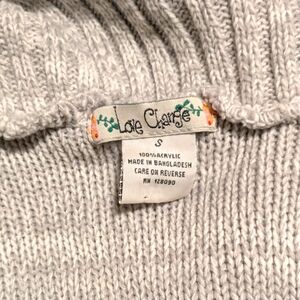 Love Change
S
100% ACRYLIC
MADE IN BANGLADESH
CARE ON REVERSE
RN 128090